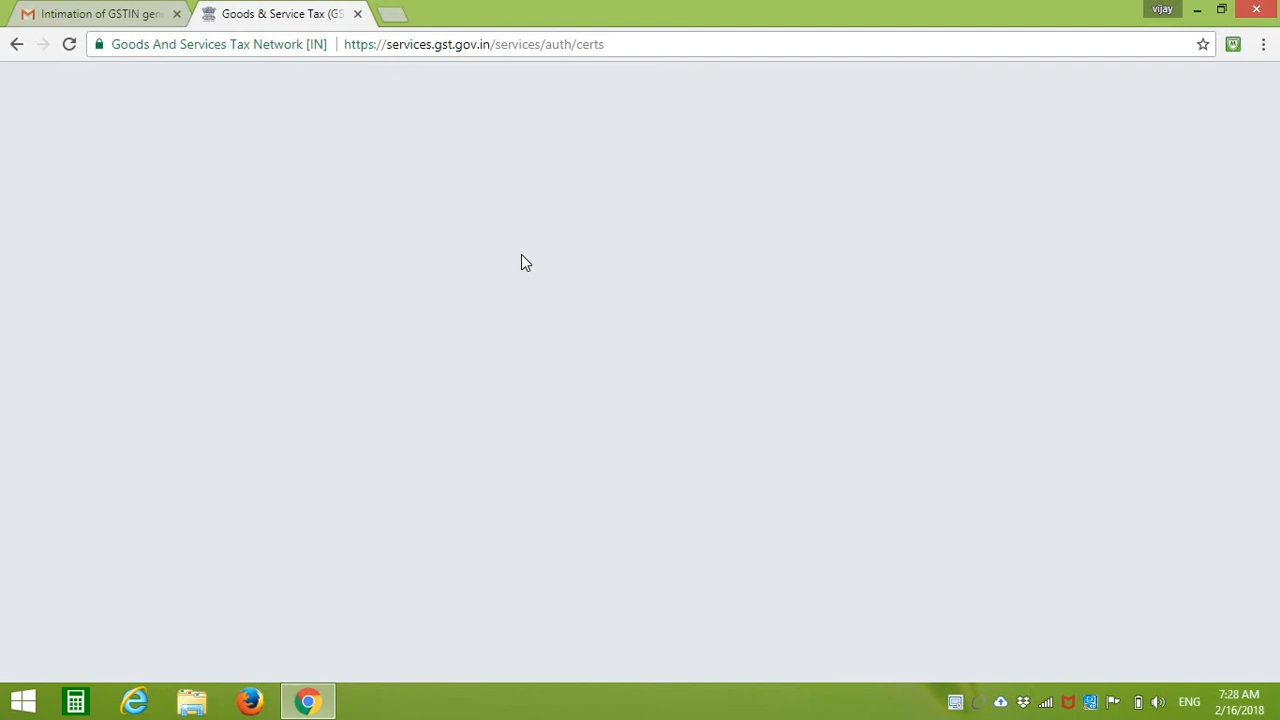 Intimation of GSTIN gen
Goods & Service Tax (GS
vijay
Goods And Services Tax Network [IN]
https://services.gst.gov.in/services/auth/certs
ENG
7:28 AM
2/16/2018